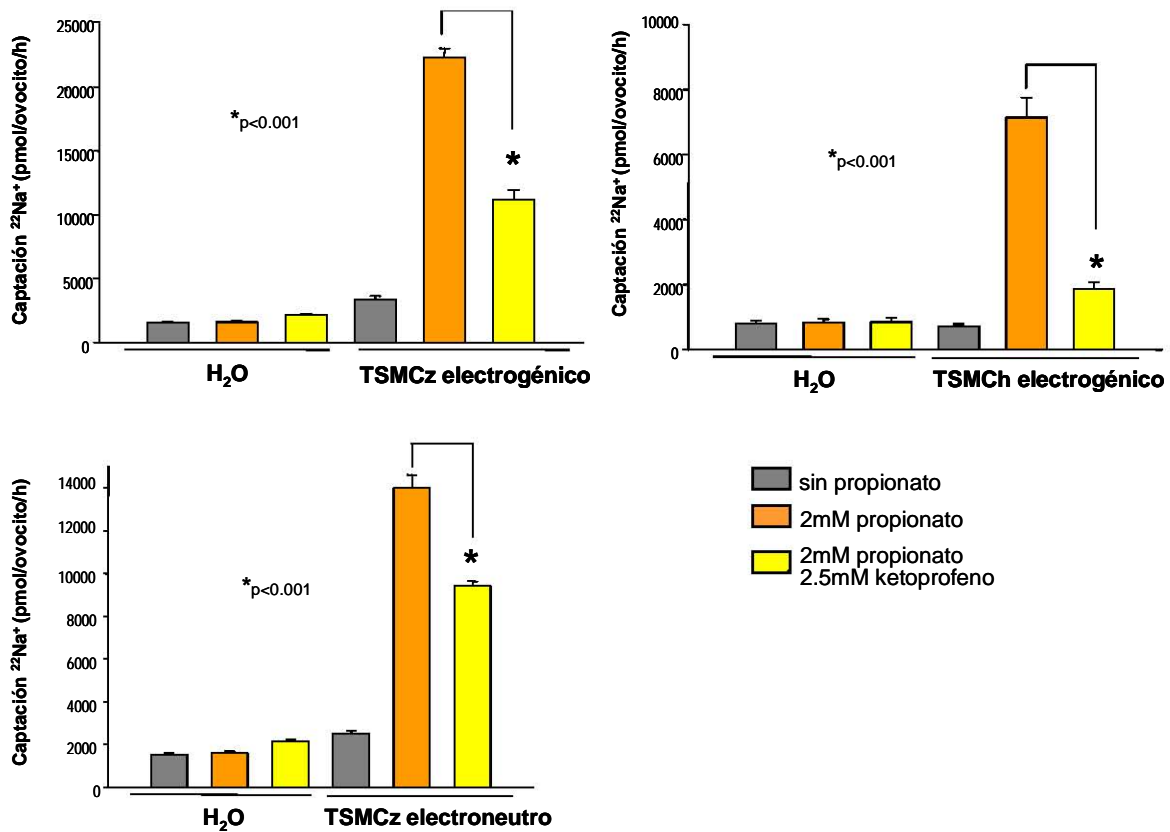 Captación ²²Na⁺ (pmol/ovocito/h)
25000
20000
15000
10000
5000
0
*p<0.001
*
H₂O
TSMCz electrogénico
Captación ²²Na⁺ (pmol/ovocito/h)
10000
8000
6000
4000
2000
0
*p<0.001
*
H₂O
TSMCh electrogénico
Captación ²²Na⁺ (pmol/ovocito/h)
14000
12000
10000
8000
6000
4000
2000
0
*p<0.001
*
H₂O
TSMCz electroneutro
sin propionato
2mM propionato
2mM propionato
2.5mM ketoprofeno